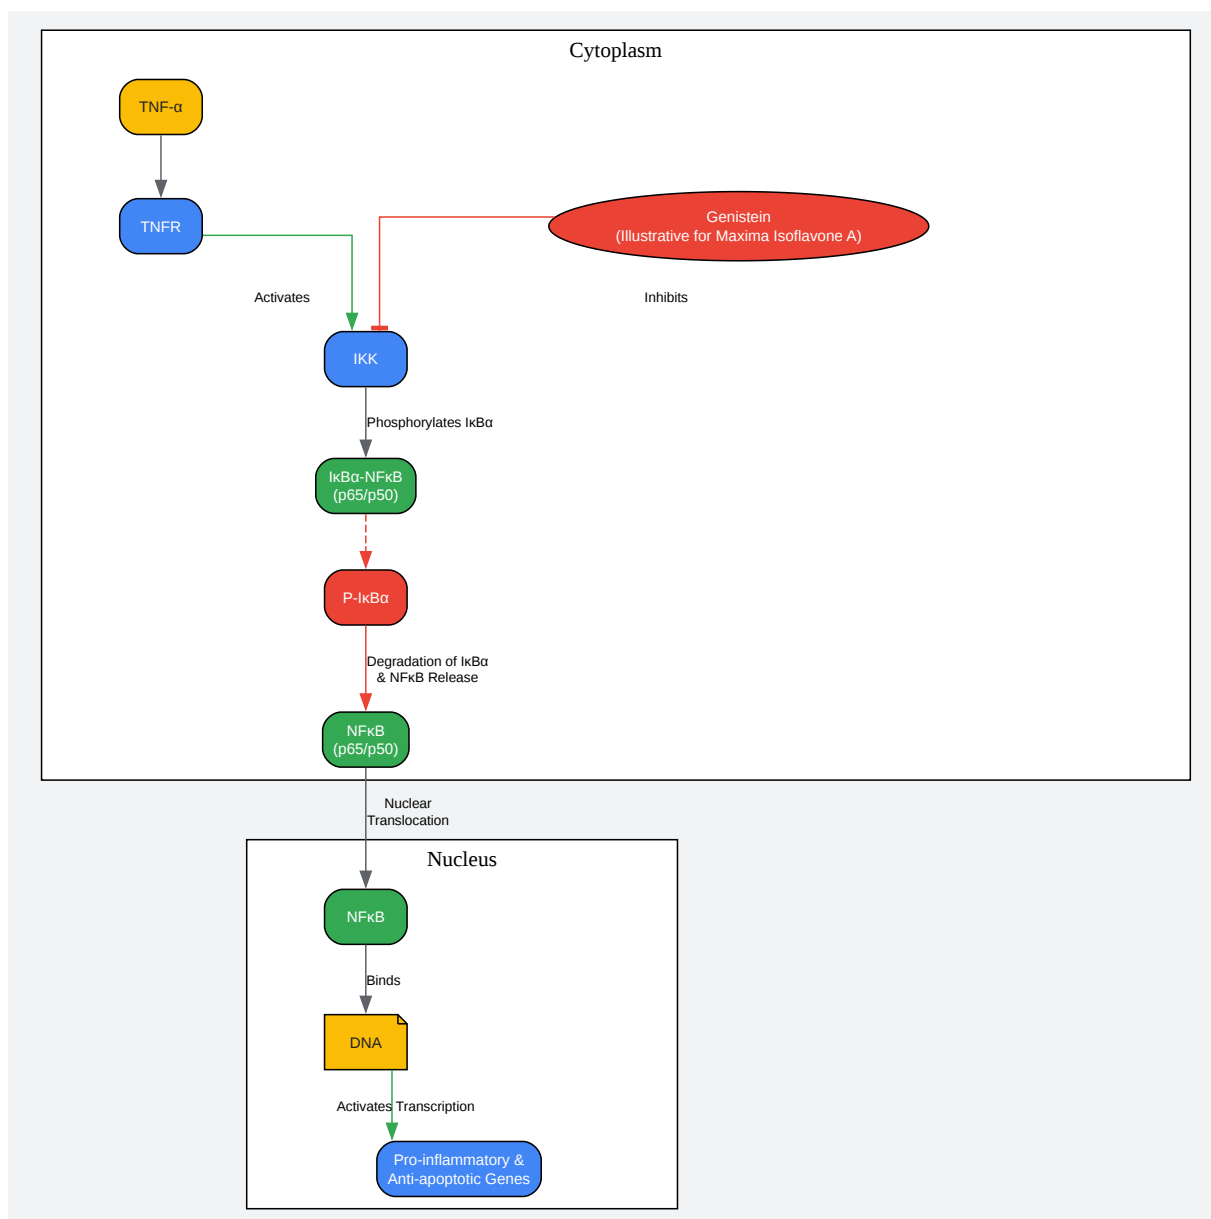 Cytoplasm
TNF-α
TNFR
Genistein
(Illustrative for Maxima Isoflavone A)
Activates
Inhibits
IKK
Phosphorylates IκBα
IκBα-NFκB
(p65/p50)
P-IκBα
Degradation of IκBα
& NFκB Release
NFκB
(p65/p50)
Nuclear
Translocation
Nucleus
NFκB
Binds
DNA
Activates Transcription
Pro-inflammatory &
Anti-apoptotic Genes